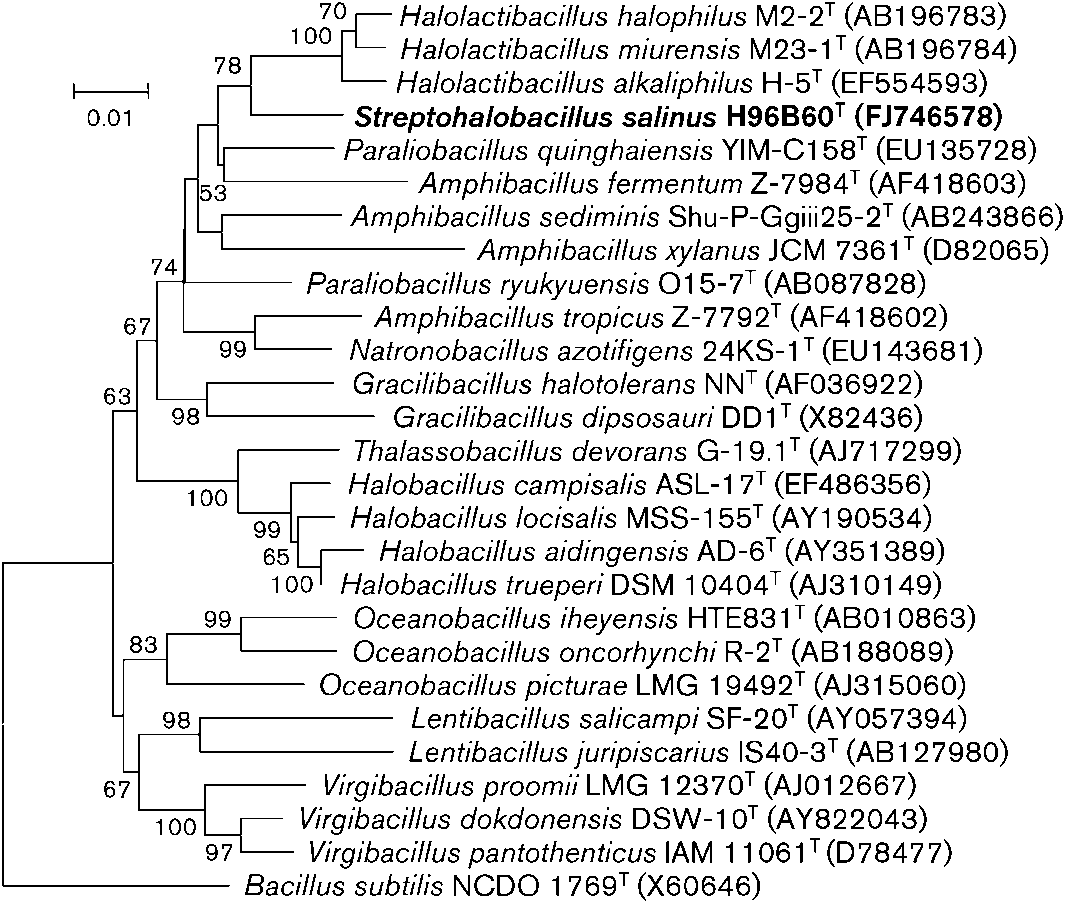 70
Halolactibacillus halophilus M2-2T (AB196783)
100
Halolactibacillus miurensis M23-1T (AB196784)
78
Halolactibacillus alkaliphilus H-5T (EF554593)
0.01
Streptohalobacillus salinus H96B60T (FJ746578)
Paraliobacillus quinghaiensis YIM-C158T (EU135728)
Amphibacillus fermentum Z-7984T (AF418603)
53
Amphibacillus sediminis Shu-P-Ggiii25-2T (AB243866)
Amphibacillus xylanus JCM 7361T (D82065)
74
Paraliobacillus ryukyuensis O15-7T (AB087828)
67
Amphibacillus tropicus Z-7792T (AF418602)
99
Natronobacillus azotifigens 24KS-1T (EU143681)
Gracilibacillus halotolerans NNT (AF036922)
63
98
Gracilibacillus dipsosauri DD1T (X82436)
Thalassobacillus devorans G-19.1T (AJ717299)
100
Halobacillus campisalis ASL-17T (EF486356)
99
Halobacillus locisalis MSS-155T (AY190534)
65
Halobacillus aidingensis AD-6T (AY351389)
100
Halobacillus trueperi DSM 10404T (AJ310149)
99
Oceanobacillus iheyensis HTE831T (AB010863)
83
Oceanobacillus oncorhynchi R-2T (AB188089)
Oceanobacillus picturae LMG 19492T (AJ315060)
98
Lentibacillus salicampi SF-20T (AY057394)
Lentibacillus juripiscarius IS40-3T (AB127980)
67
Virgibacillus proomii LMG 12370T (AJ012667)
100
Virgibacillus dokdonensis DSW-10T (AY822043)
97
Virgibacillus pantothenticus IAM 11061T (D78477)
Bacillus subtilis NCDO 1769T (X60646)